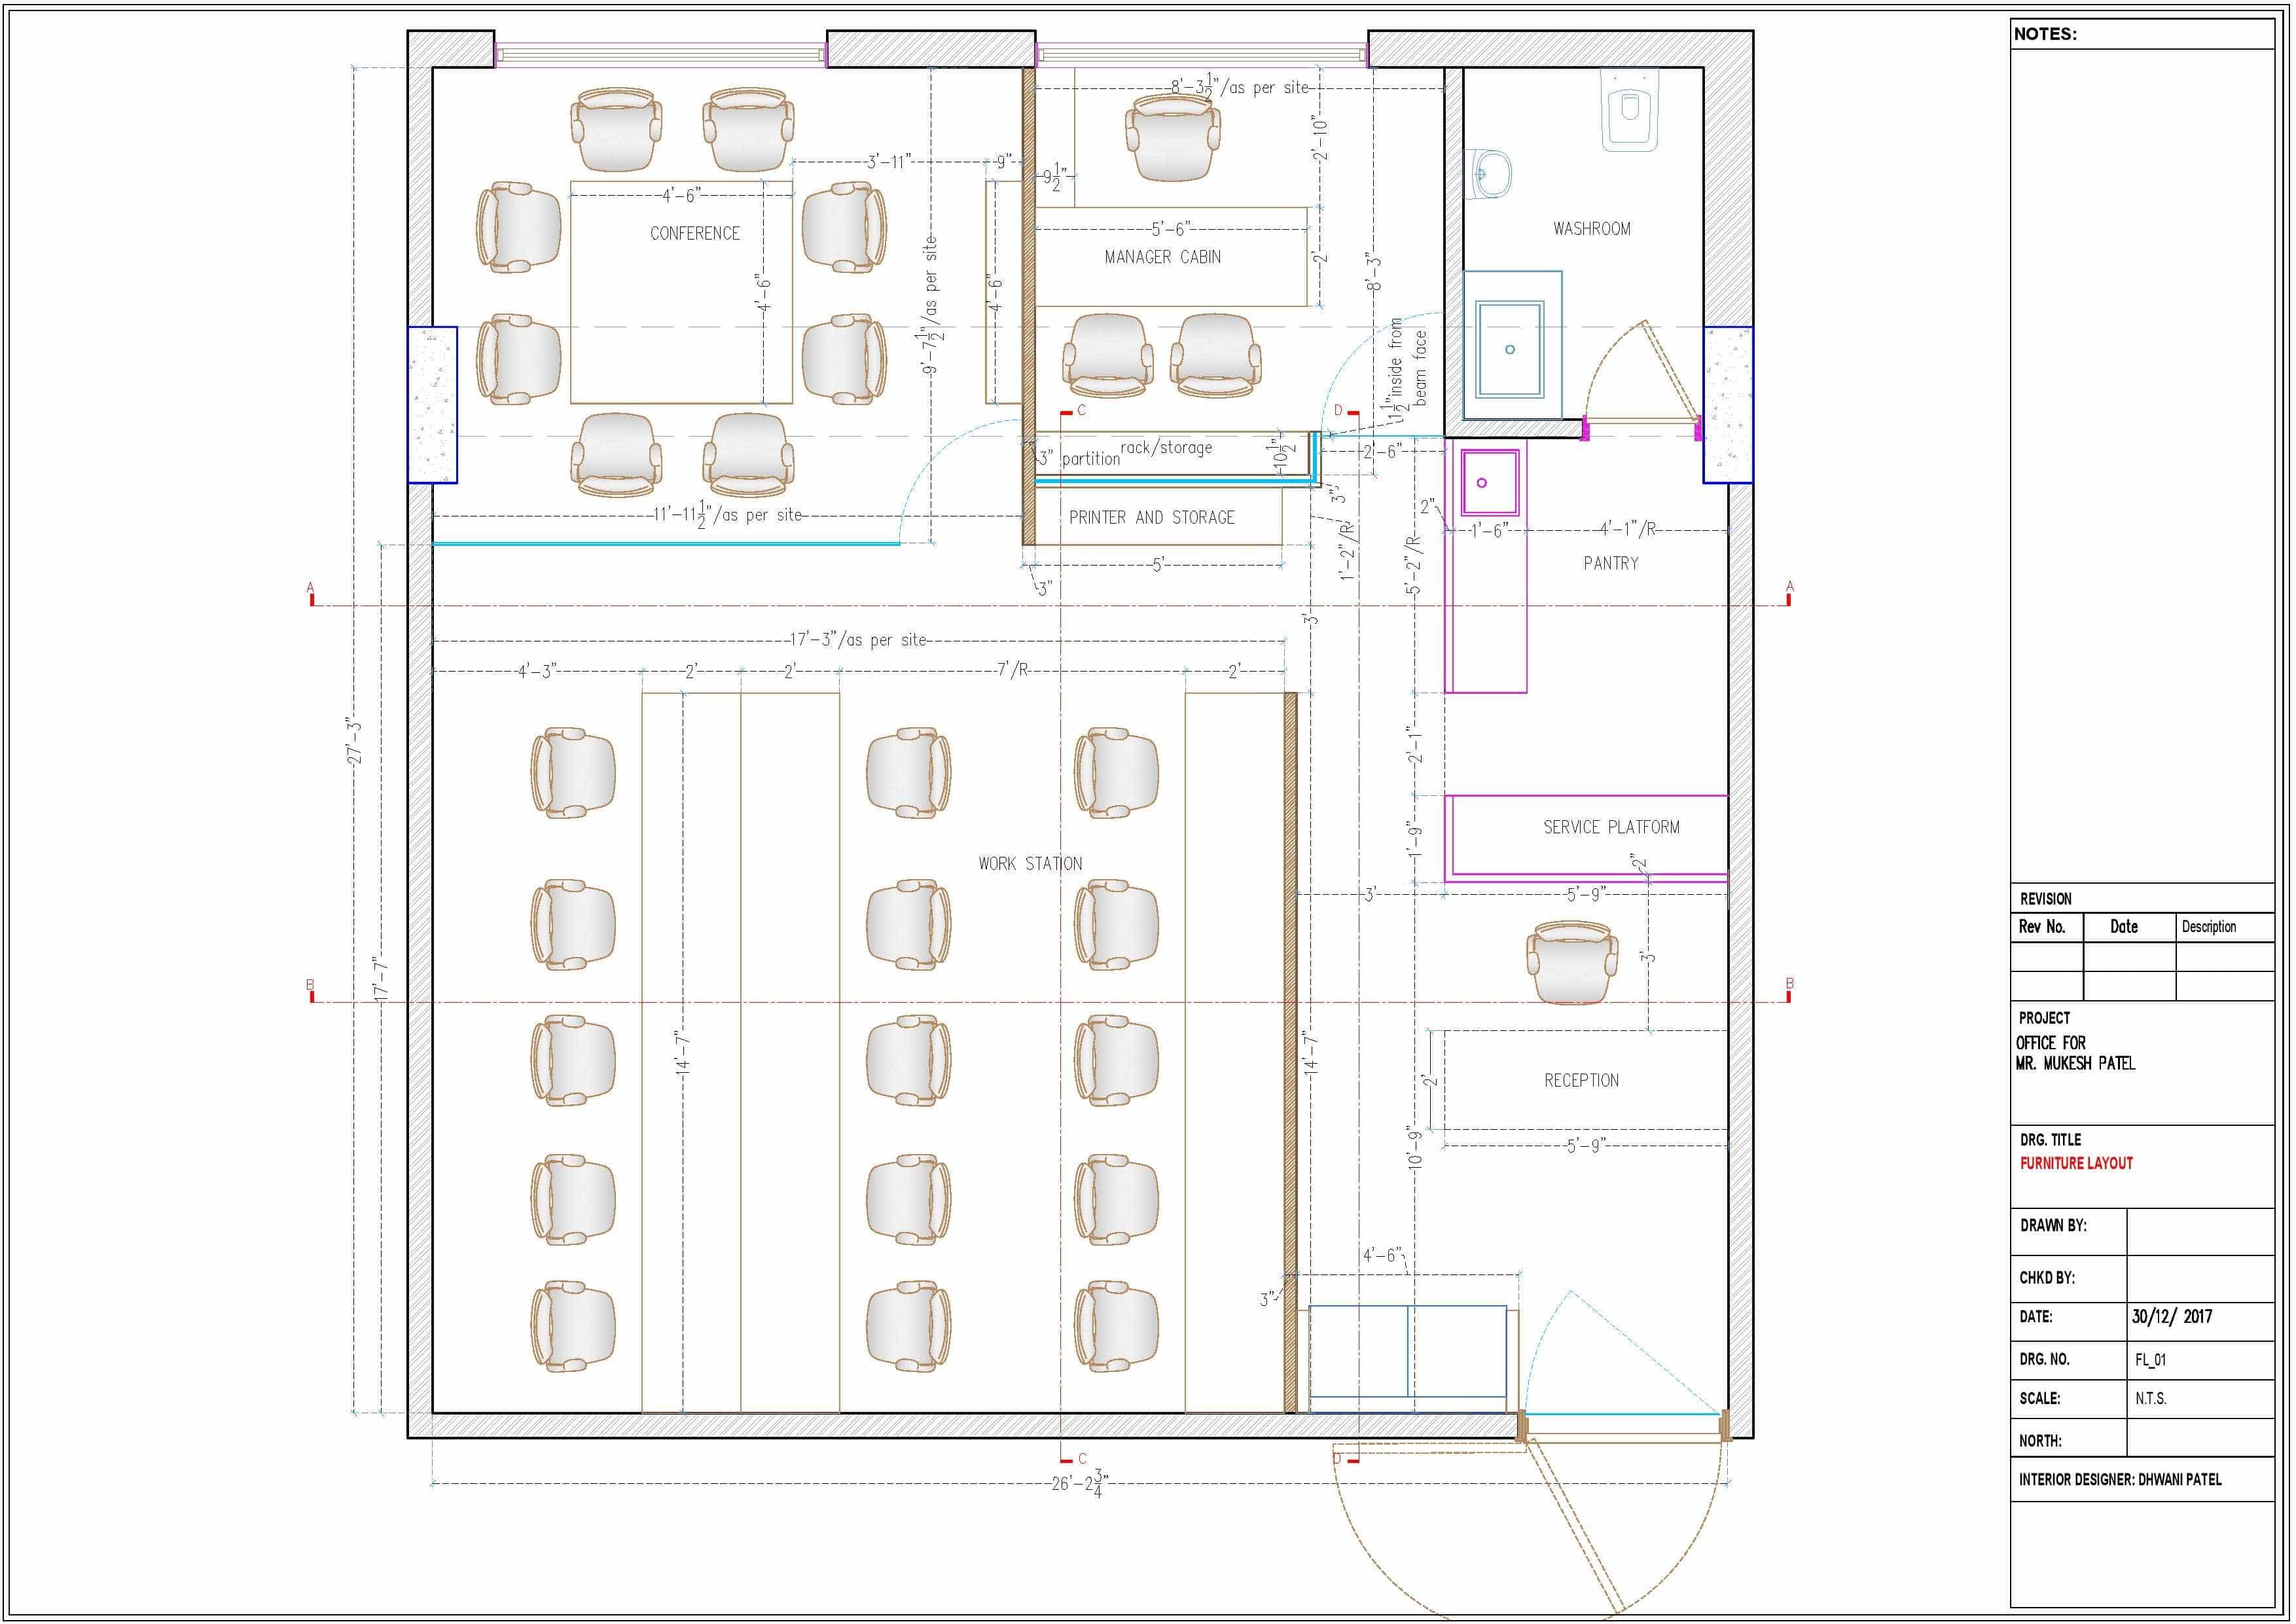 8'-3 1/2"/as per site
2'-10"
3'-11"
9"
9 1/2"
4'-6"
CONFERENCE
WASHROOM
5'-6"
MANAGER CABIN
2'
8'-3"
4'-6"
4'-6"
9'-7 1/2"/as per site
1 1/2" inside from
beam face
C
D
rack/storage
10 1/2"
3" partition
2'-6"
3"
2"
11'-11 1/2"/as per site
PRINTER AND STORAGE
1'-6"
4'-1"/R
1'-2"/R
5'-2"/R
PANTRY
5'
3"
A
A
3'
17'-3"/as per site
4'-3"
2'
2'
7'/R
2'
27'-3"
2'-1"
SERVICE PLATFORM
1'-9"
2"
WORK STATION
3'
5'-9"
3'
17'-7"
B
B
14'-7"
14'-7"
2'
RECEPTION
10'-9"
5'-9"
4'-6"
3"
C
D
26'-2 3/4"
NOTES:
REVISION
Rev No. Date Description
PROJECT
OFFICE FOR
MR. MUKESH PATEL
DRG. TITLE
FURNITURE LAYOUT
DRAWN BY:
CHKD BY:
DATE: 30/12/ 2017
DRG. NO. FL_01
SCALE: N.T.S.
NORTH:
INTERIOR DESIGNER: DHWANI PATEL